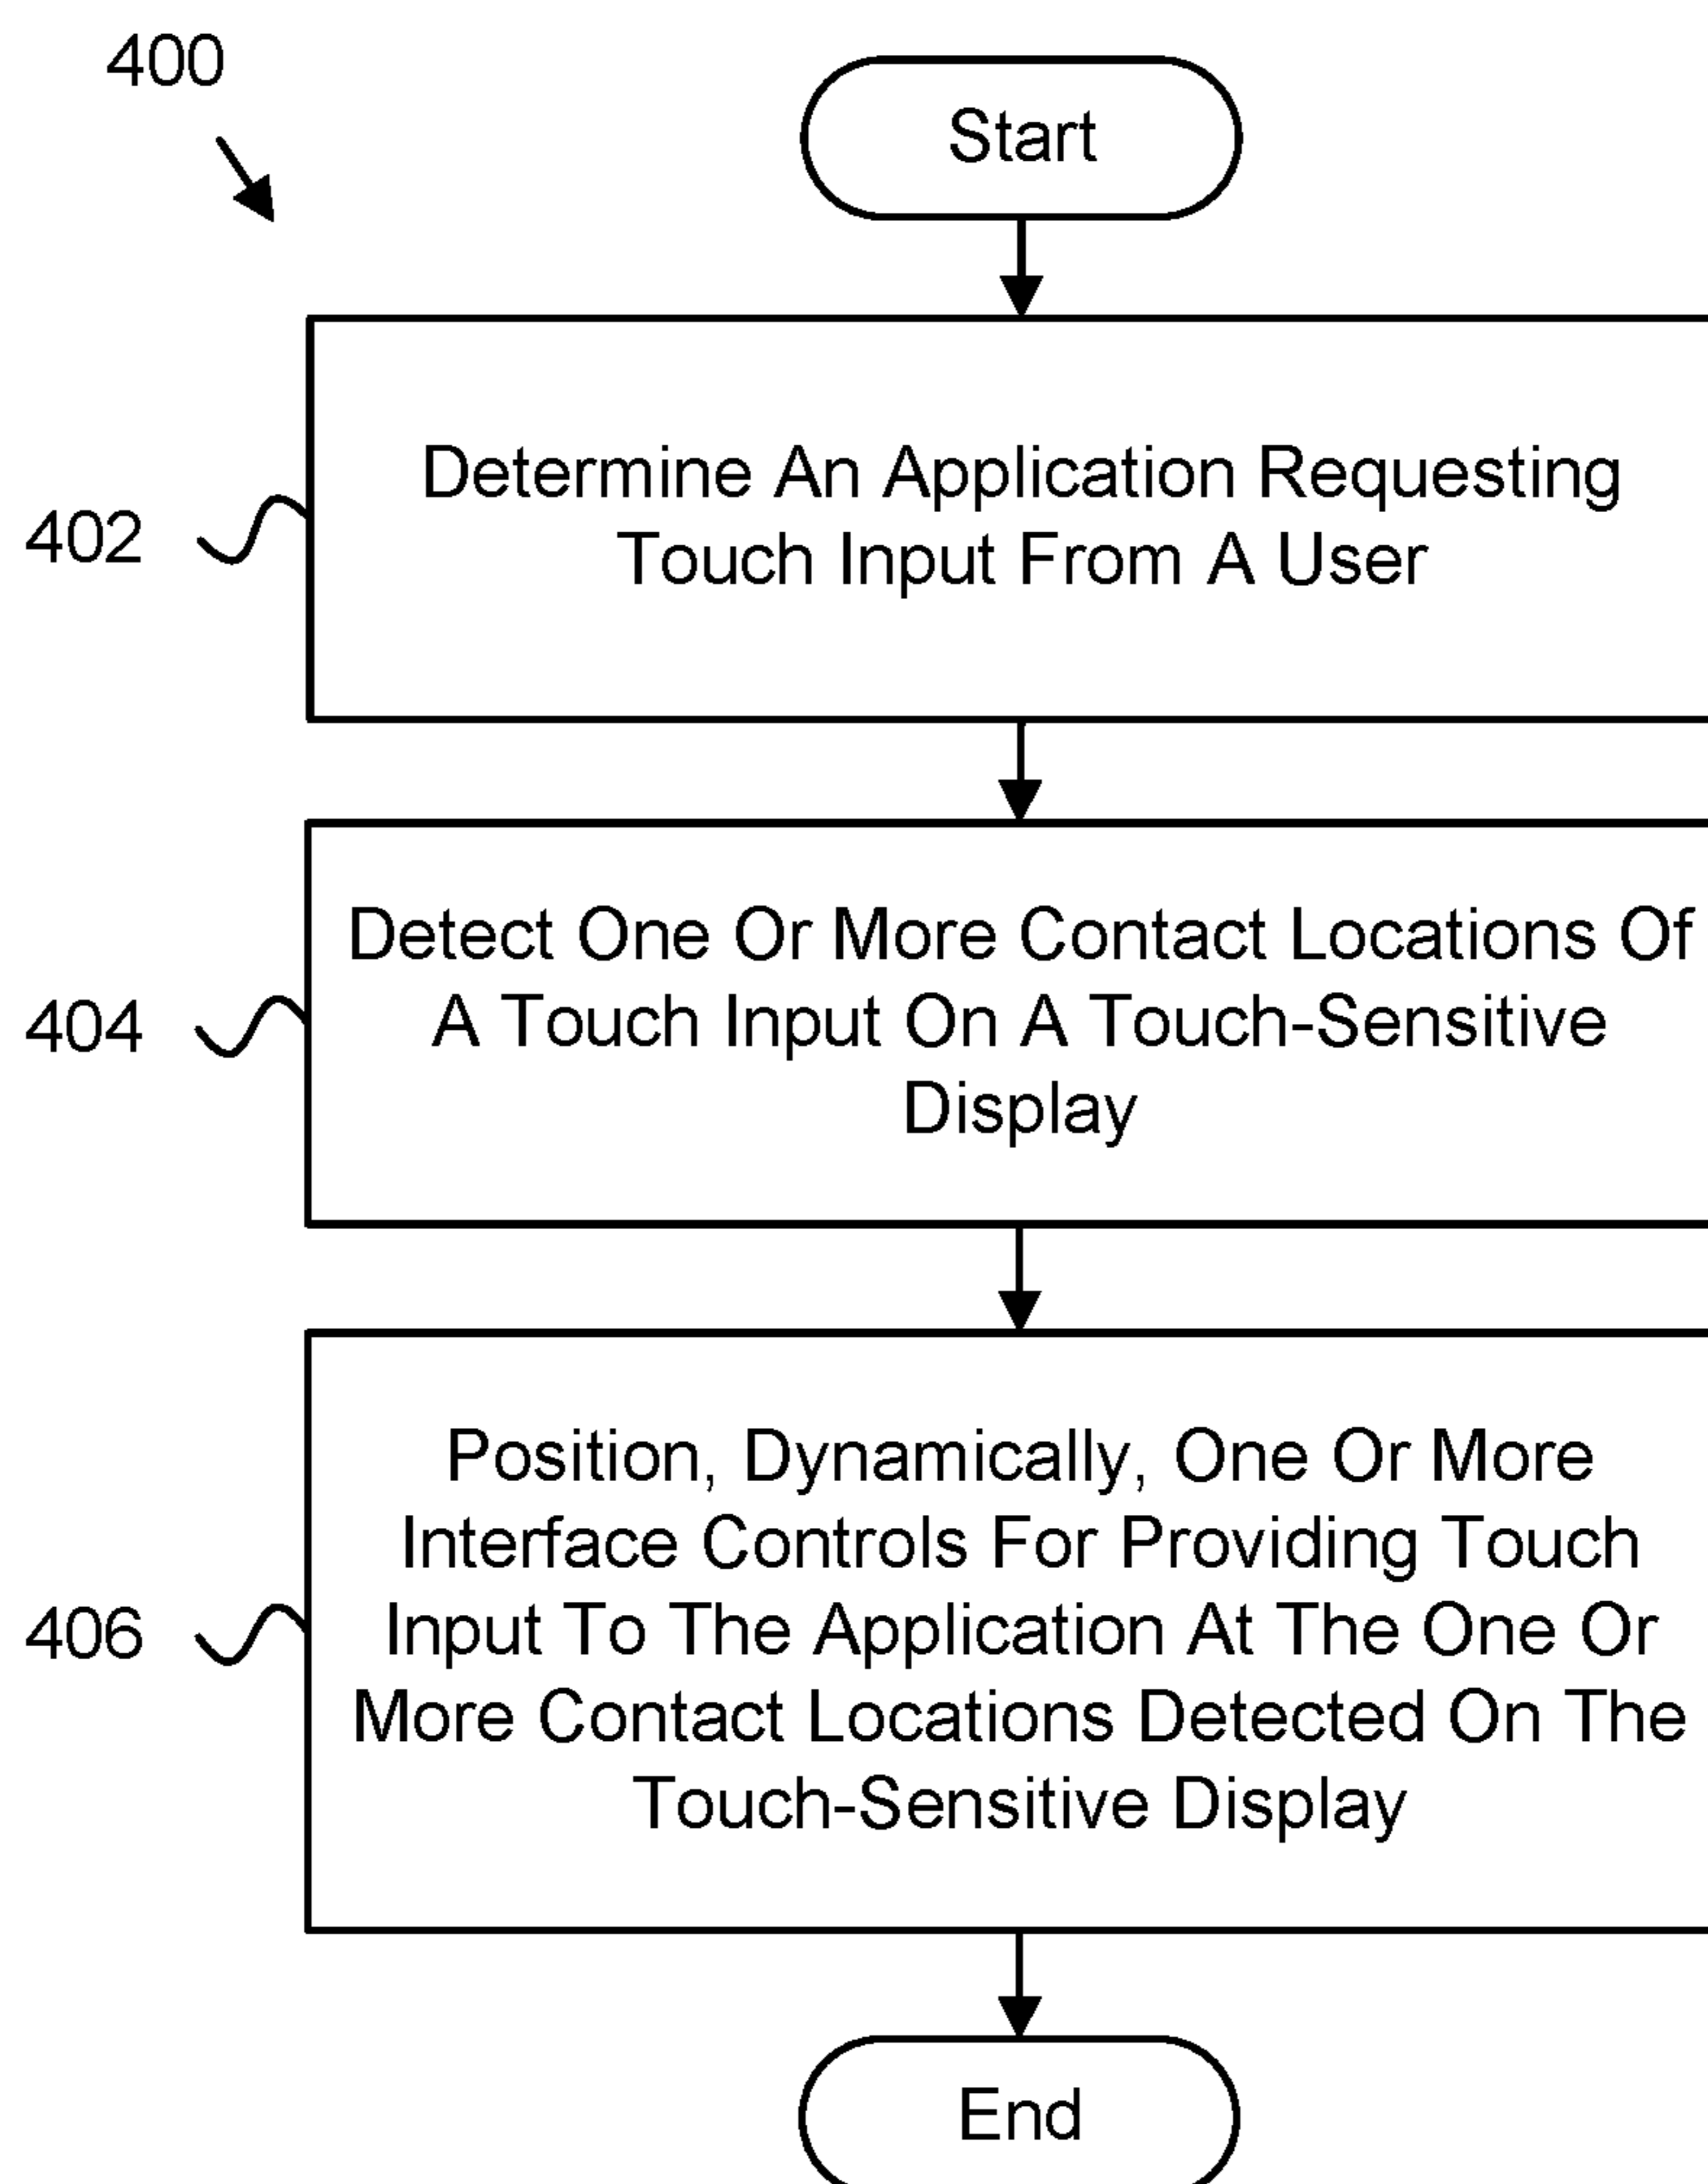 400
Start
402
Determine An Application Requesting
Touch Input From A User
404
Detect One Or More Contact Locations Of
A Touch Input On A Touch-Sensitive
Display
406
Position, Dynamically, One Or More
Interface Controls For Providing Touch
Input To The Application At The One Or
More Contact Locations Detected On The
Touch-Sensitive Display
End